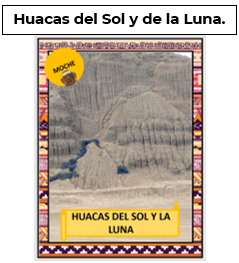 Huacas del Sol y de la Luna.
MOCHE
HUACAS DEL SOL Y LA
LUNA